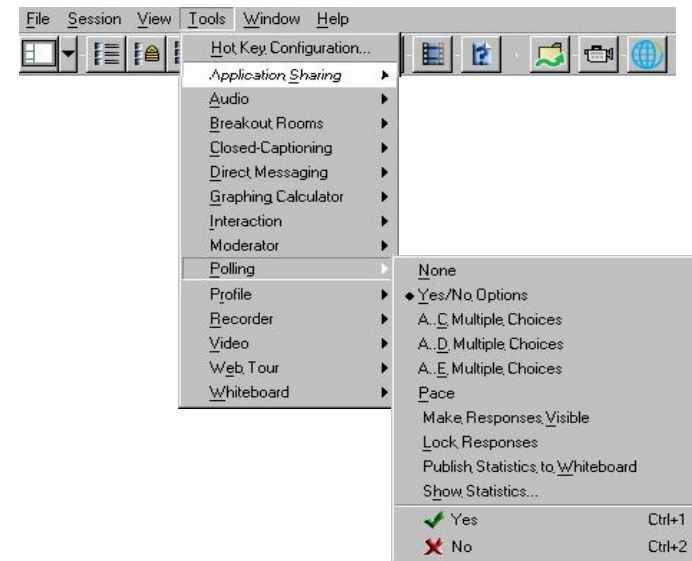 File Session View Tools Window Help
Hot Key Configuration...
Application Sharing
Audio
Breakout Rooms
Closed-Captioning
Direct Messaging
Graphing Calculator
Interaction
Moderator
Polling
Profile
Recorder
Video
Web Tour
Whiteboard
None
Yes/No Options
A..C Multiple Choices
A..D Multiple Choices
A..E Multiple Choices
Pace
Make Responses Visible
Lock Responses
Publish Statistics to Whiteboard
Show Statistics...
Yes Ctrl+1
No Ctrl+2